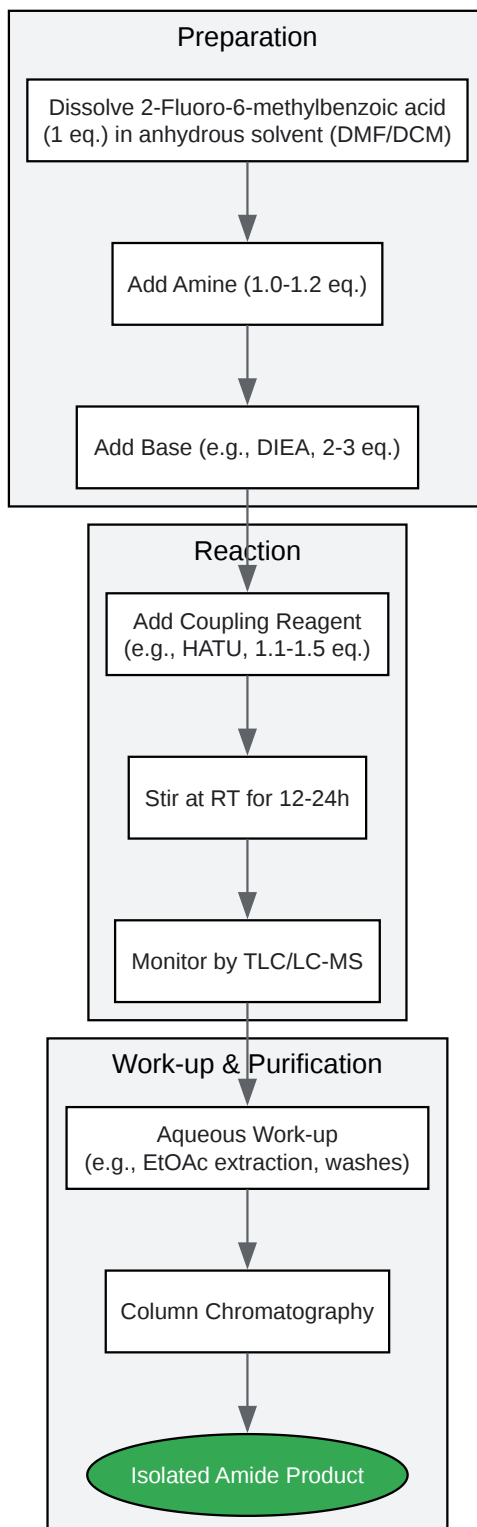 Preparation
Dissolve 2-Fluoro-6-methylbenzoic acid
(1 eq.) in anhydrous solvent (DMF/DCM)
Add Amine (1.0-1.2 eq.)
Add Base (e.g., DIEA, 2-3 eq.)
Reaction
Add Coupling Reagent
(e.g., HATU, 1.1-1.5 eq.)
Stir at RT for 12-24h
Monitor by TLC/LC-MS
Work-up & Purification
Aqueous Work-up
(e.g., EtOAc extraction, washes)
Column Chromatography
Isolated Amide Product